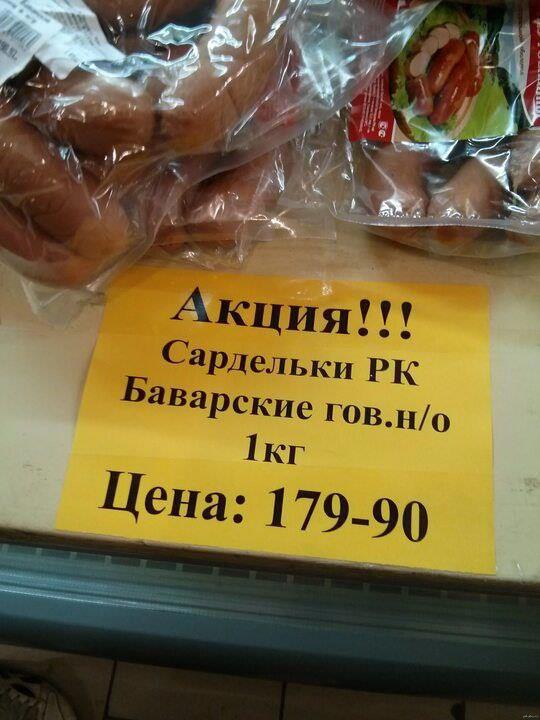 Акция!!!
Сардельки РК
Баварские гов.н/о
1кг
Цена: 179-90